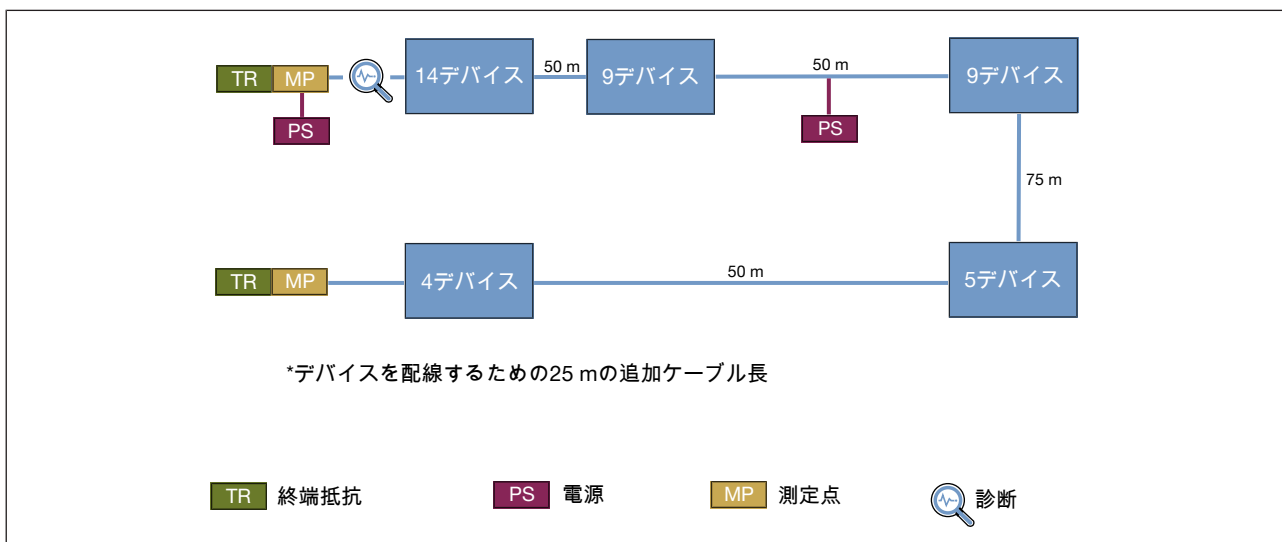 TR MP
14デバイス
50 m
9デバイス
50 m
9デバイス
PS
PS
75 m
TR MP
4デバイス
50 m
5デバイス
*デバイスを配線するための25 mの追加ケーブル長
TR 終端抵抗
PS 電源
MP 測定点
診断